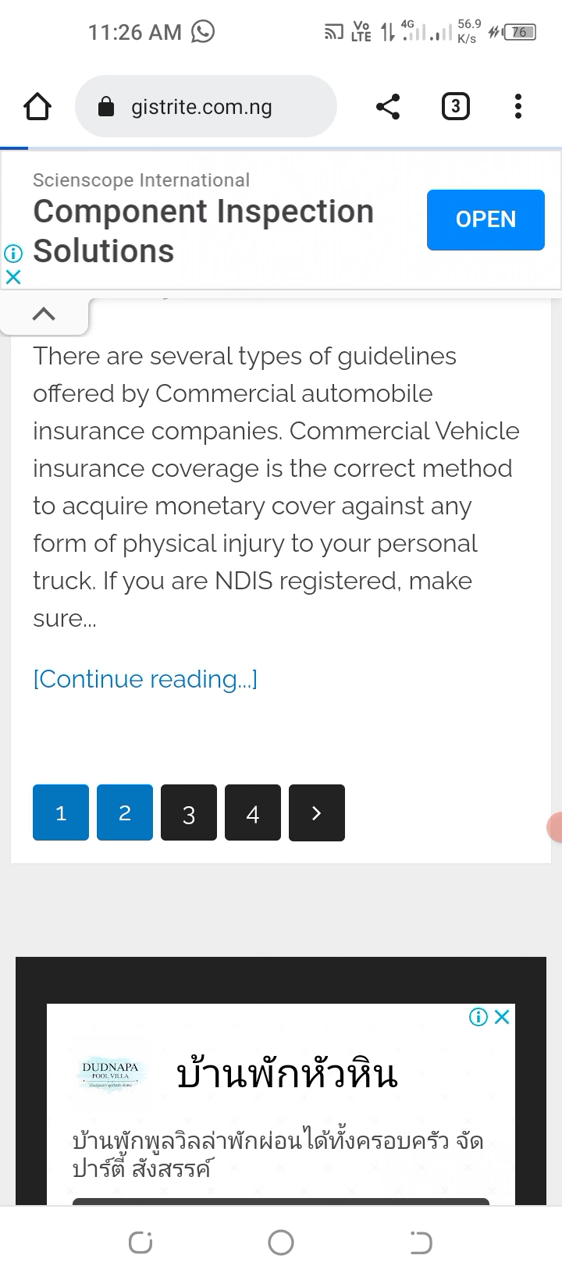 11:26 AM
Vo LTE 4G 56.9 K/s 76
gistrite.com.ng
3
Scienscope International
Component Inspection
Solutions
OPEN
There are several types of guidelines
offered by Commercial automobile
insurance companies. Commercial Vehicle
insurance coverage is the correct method
to acquire monetary cover against any
form of physical injury to your personal
truck. If you are NDIS registered, make
sure...
[Continue reading...]
1 2 3 4 >
DUDNAPA
POOL VILLA
บ้านพักหัวหิน
บ้านพักพูลวิลล่าพักผ่อนได้ทั้งครอบครัว จัด
ปาร์ตี้ สังสรรค์